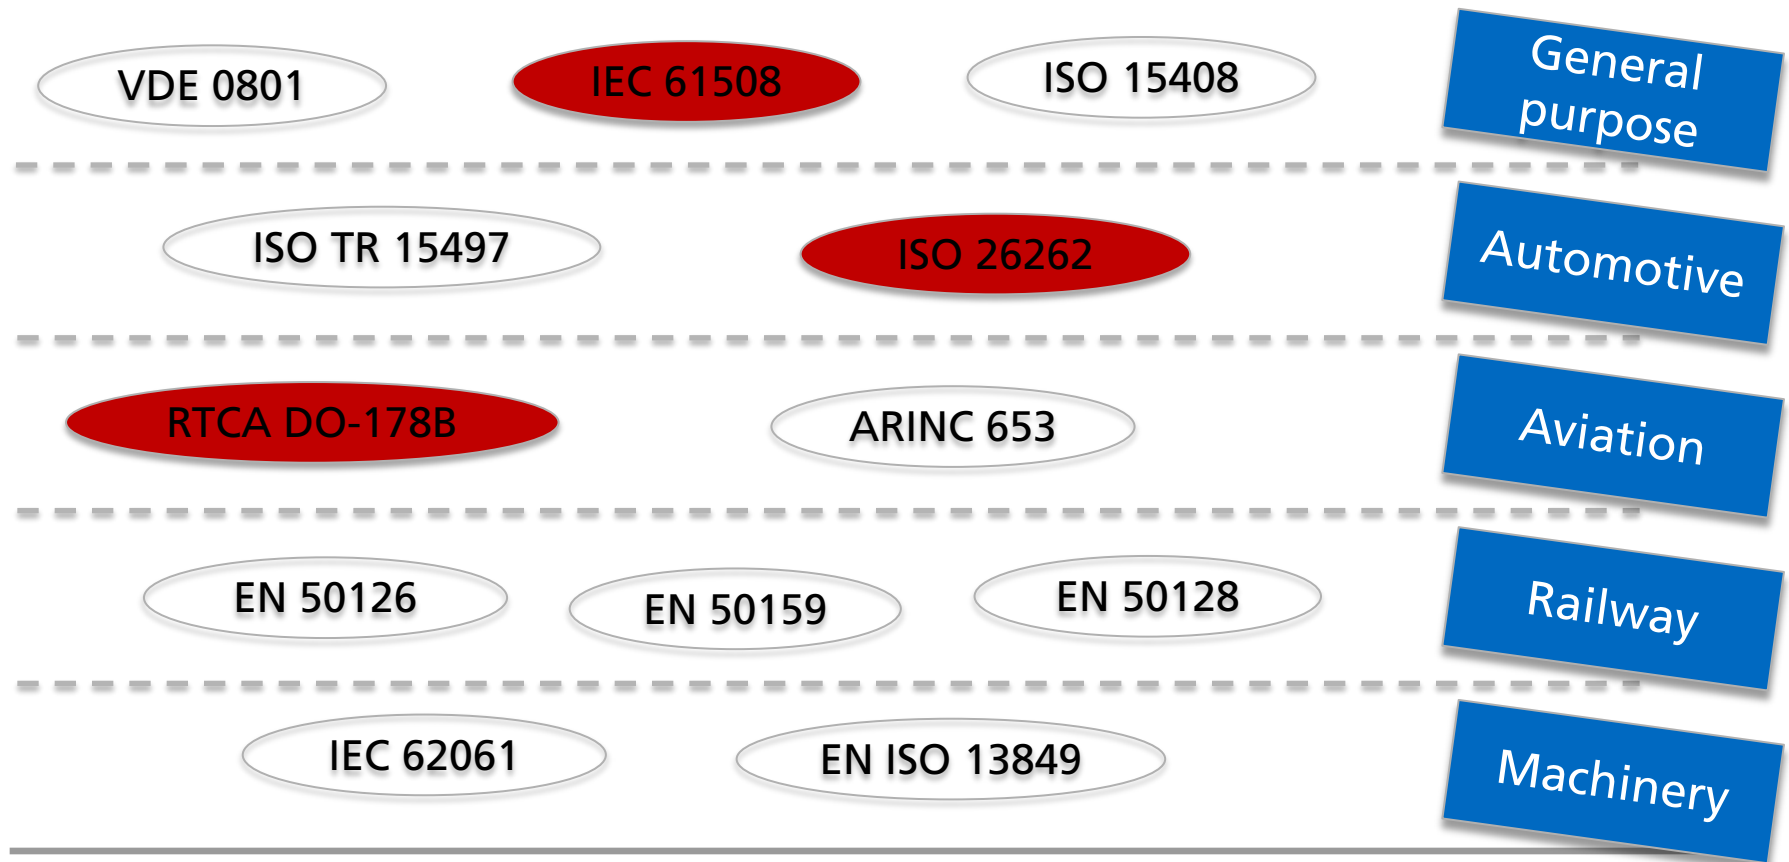 VDE 0801
IEC 61508
ISO 15408
General
purpose
ISO TR 15497
ISO 26262
Automotive
RTCA DO-178B
ARINC 653
Aviation
EN 50126
EN 50159
EN 50128
Railway
IEC 62061
EN ISO 13849
Machinery